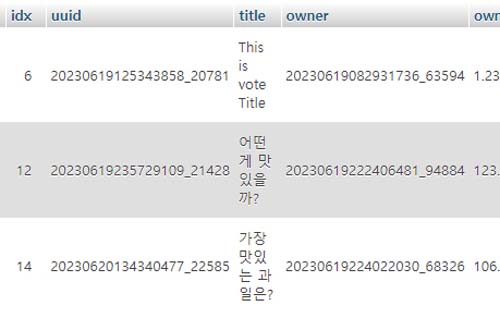 idx uuid title owner own
6 20230619125343858_20781 This is vote Title 20230619082931736_63594 1.23
12 20230619235729109_21428 어떤게 맛있을까? 20230619222406481_94884 123.
14 20230620134340477_22585 가장 맛있는 과일은? 20230619224022030_68326 106.